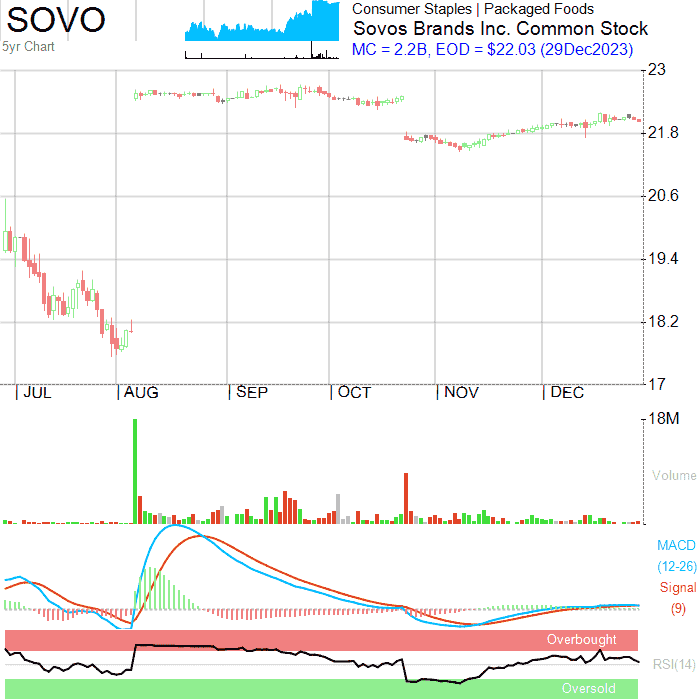 SOVO
5yr Chart
Consumer Staples | Packaged Foods
Sovos Brands Inc. Common Stock
MC = 2.2B, EOD = $22.03 (29Dec2023)
23
21.8
20.6
19.4
18.2
17
JUL AUG SEP OCT NOV DEC
18M
Volume
MACD
(12-26)
Signal
(9)
Overbought
RSI(14)
Oversold